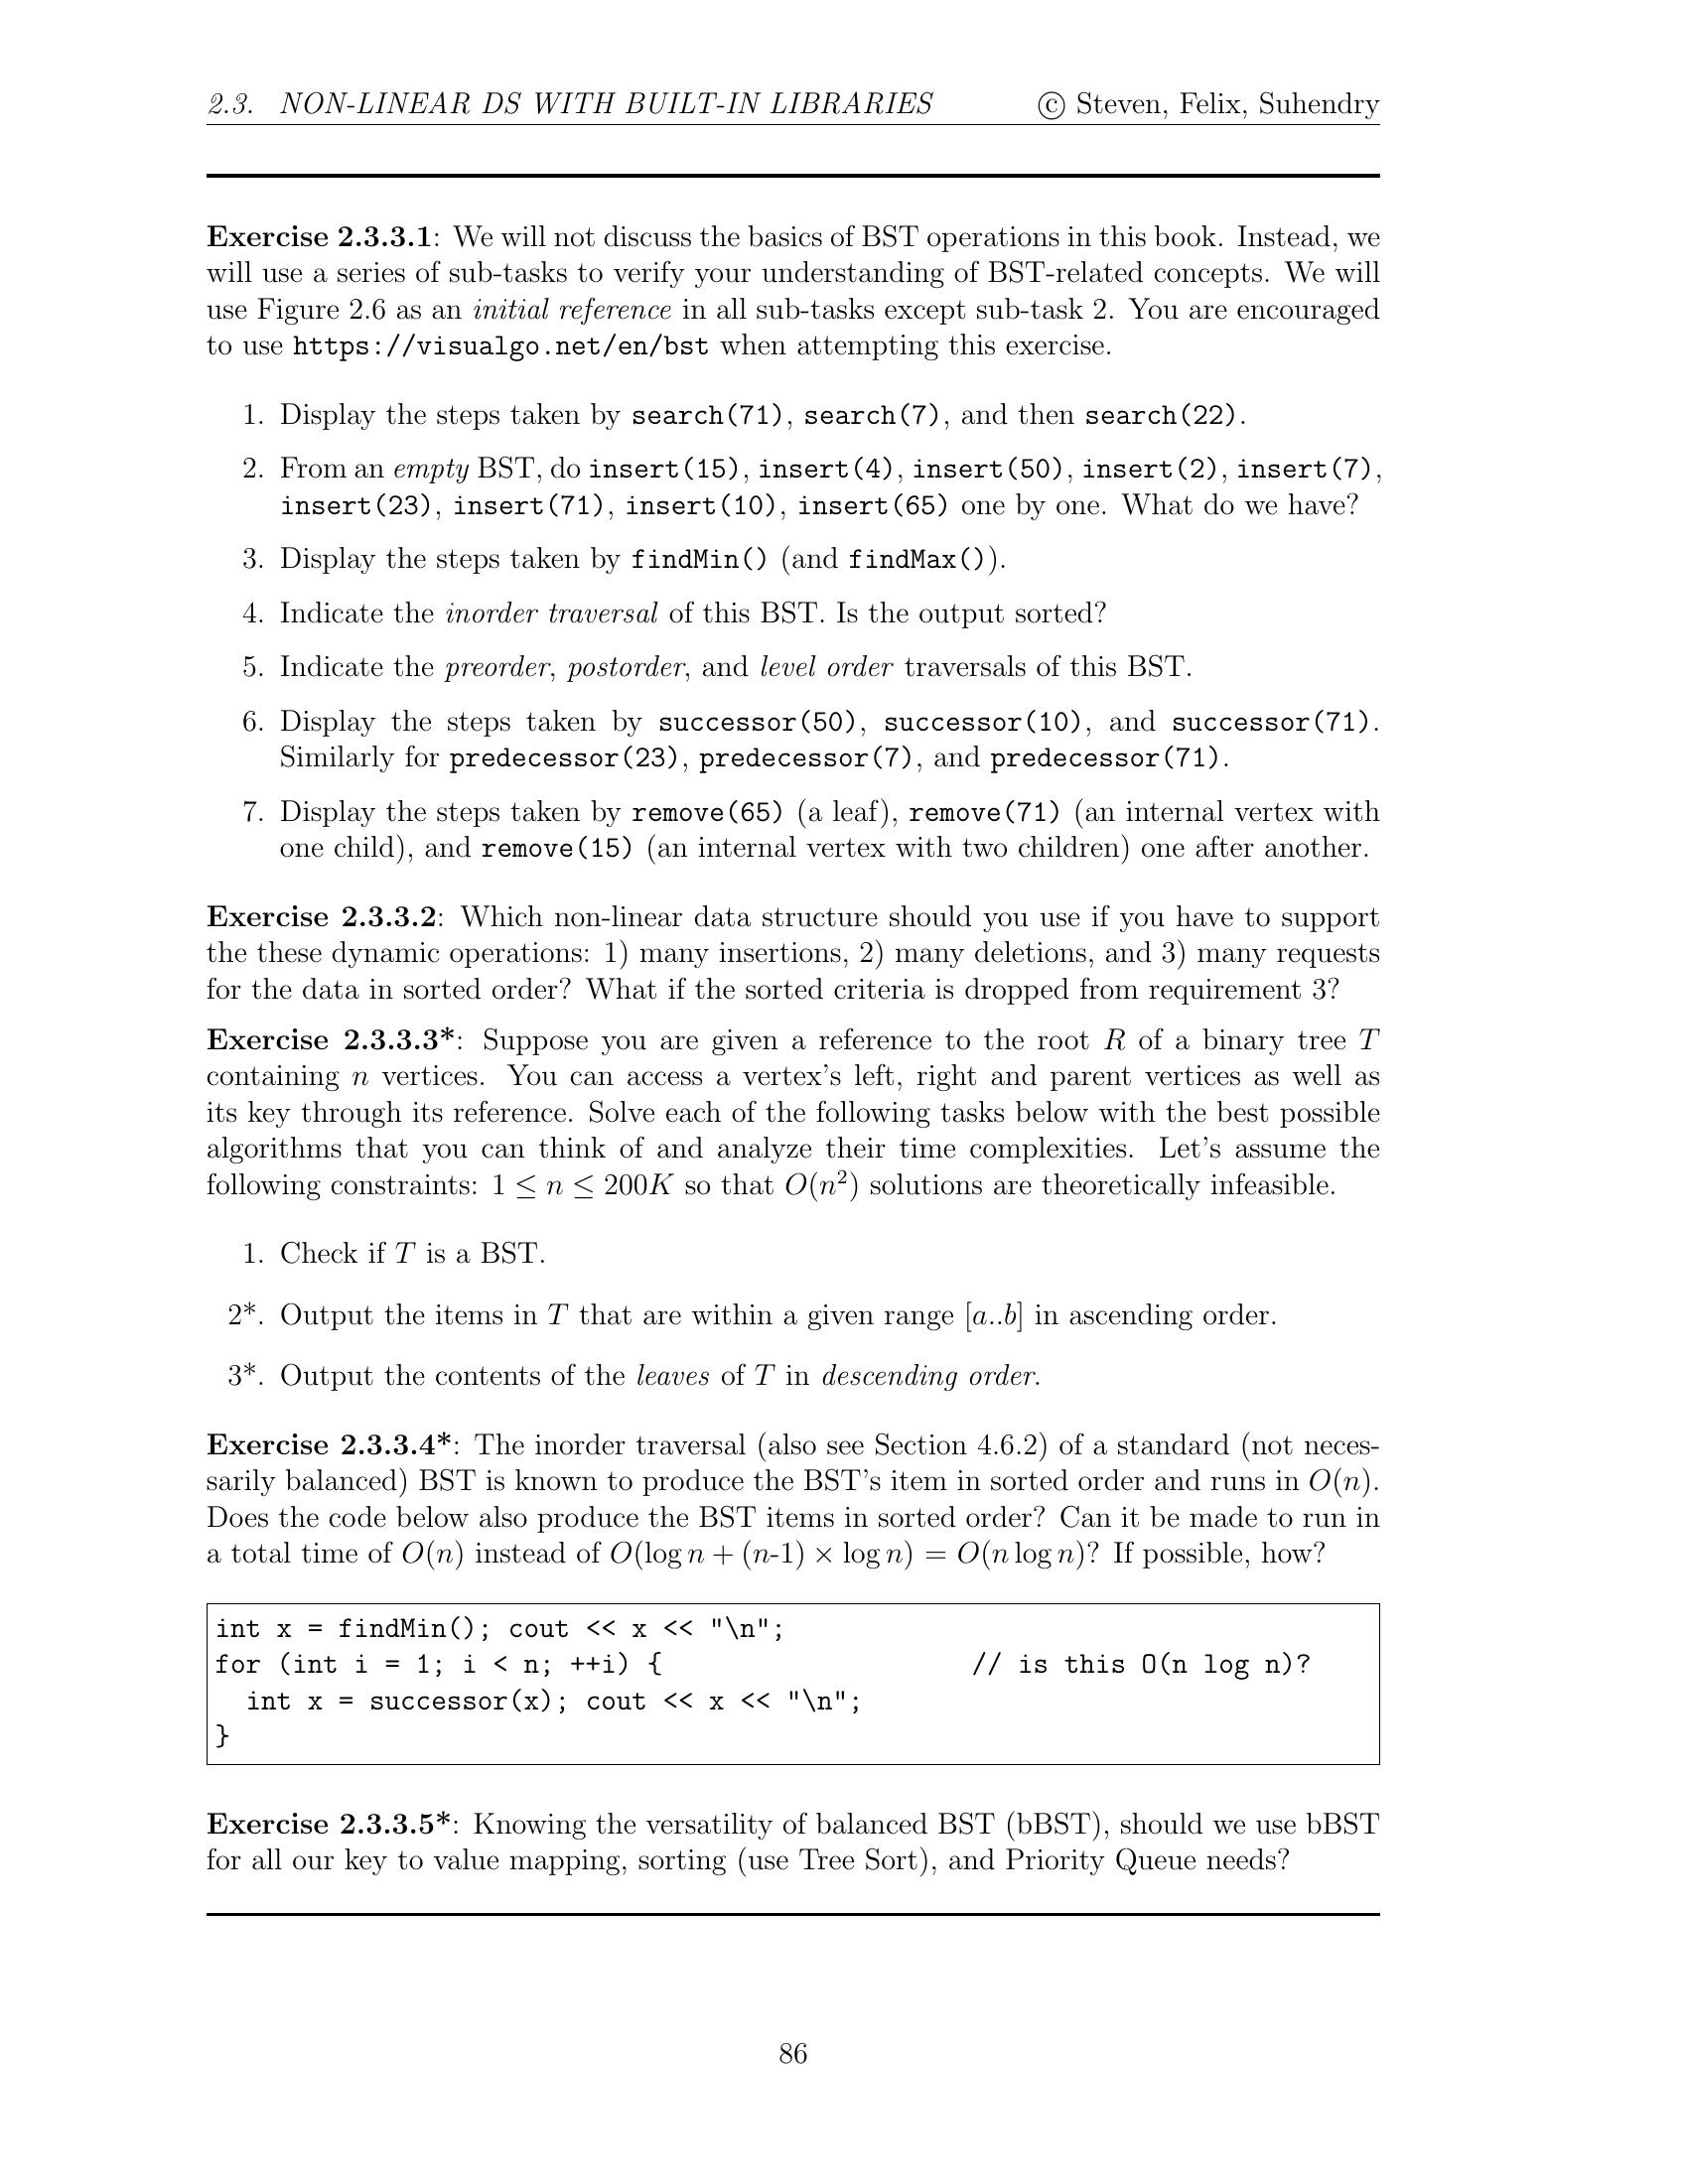 2.3. NON-LINEAR DS WITH BUILT-IN LIBRARIES © Steven, Felix, Suhendry
Exercise 2.3.3.1: We will not discuss the basics of BST operations in this book. Instead, we
will use a series of sub-tasks to verify your understanding of BST-related concepts. We will
use Figure 2.6 as an initial reference in all sub-tasks except sub-task 2. You are encouraged
to use https://visualgo.net/en/bst when attempting this exercise.
1. Display the steps taken by search(71), search(7), and then search(22).
2. From an empty BST, do insert(15), insert(4), insert(50), insert(2), insert(7),
insert(23), insert(71), insert(10), insert(65) one by one. What do we have?
3. Display the steps taken by findMin() (and findMax()).
4. Indicate the inorder traversal of this BST. Is the output sorted?
5. Indicate the preorder, postorder, and level order traversals of this BST.
6. Display the steps taken by successor(50), successor(10), and successor(71).
Similarly for predecessor(23), predecessor(7), and predecessor(71).
7. Display the steps taken by remove(65) (a leaf), remove(71) (an internal vertex with
one child), and remove(15) (an internal vertex with two children) one after another.
Exercise 2.3.3.2: Which non-linear data structure should you use if you have to support
the these dynamic operations: 1) many insertions, 2) many deletions, and 3) many requests
for the data in sorted order? What if the sorted criteria is dropped from requirement 3?
Exercise 2.3.3.3*: Suppose you are given a reference to the root R of a binary tree T
containing n vertices. You can access a vertex's left, right and parent vertices as well as
its key through its reference. Solve each of the following tasks below with the best possible
algorithms that you can think of and analyze their time complexities. Let's assume the
following constraints: 1 ≤ n ≤ 200K so that O(n²) solutions are theoretically infeasible.
1. Check if T is a BST.
2*. Output the items in T that are within a given range [a..b] in ascending order.
3*. Output the contents of the leaves of T in descending order.
Exercise 2.3.3.4*: The inorder traversal (also see Section 4.6.2) of a standard (not neces-
sarily balanced) BST is known to produce the BST's item in sorted order and runs in O(n).
Does the code below also produce the BST items in sorted order? Can it be made to run in
a total time of O(n) instead of O(log n + (n-1) × log n) = O(n log n)? If possible, how?
int x = findMin(); cout << x << "\n";
for (int i = 1; i < n; ++i) { // is this O(n log n)?
int x = successor(x); cout << x << "\n";
}
Exercise 2.3.3.5*: Knowing the versatility of balanced BST (bBST), should we use bBST
for all our key to value mapping, sorting (use Tree Sort), and Priority Queue needs?
86